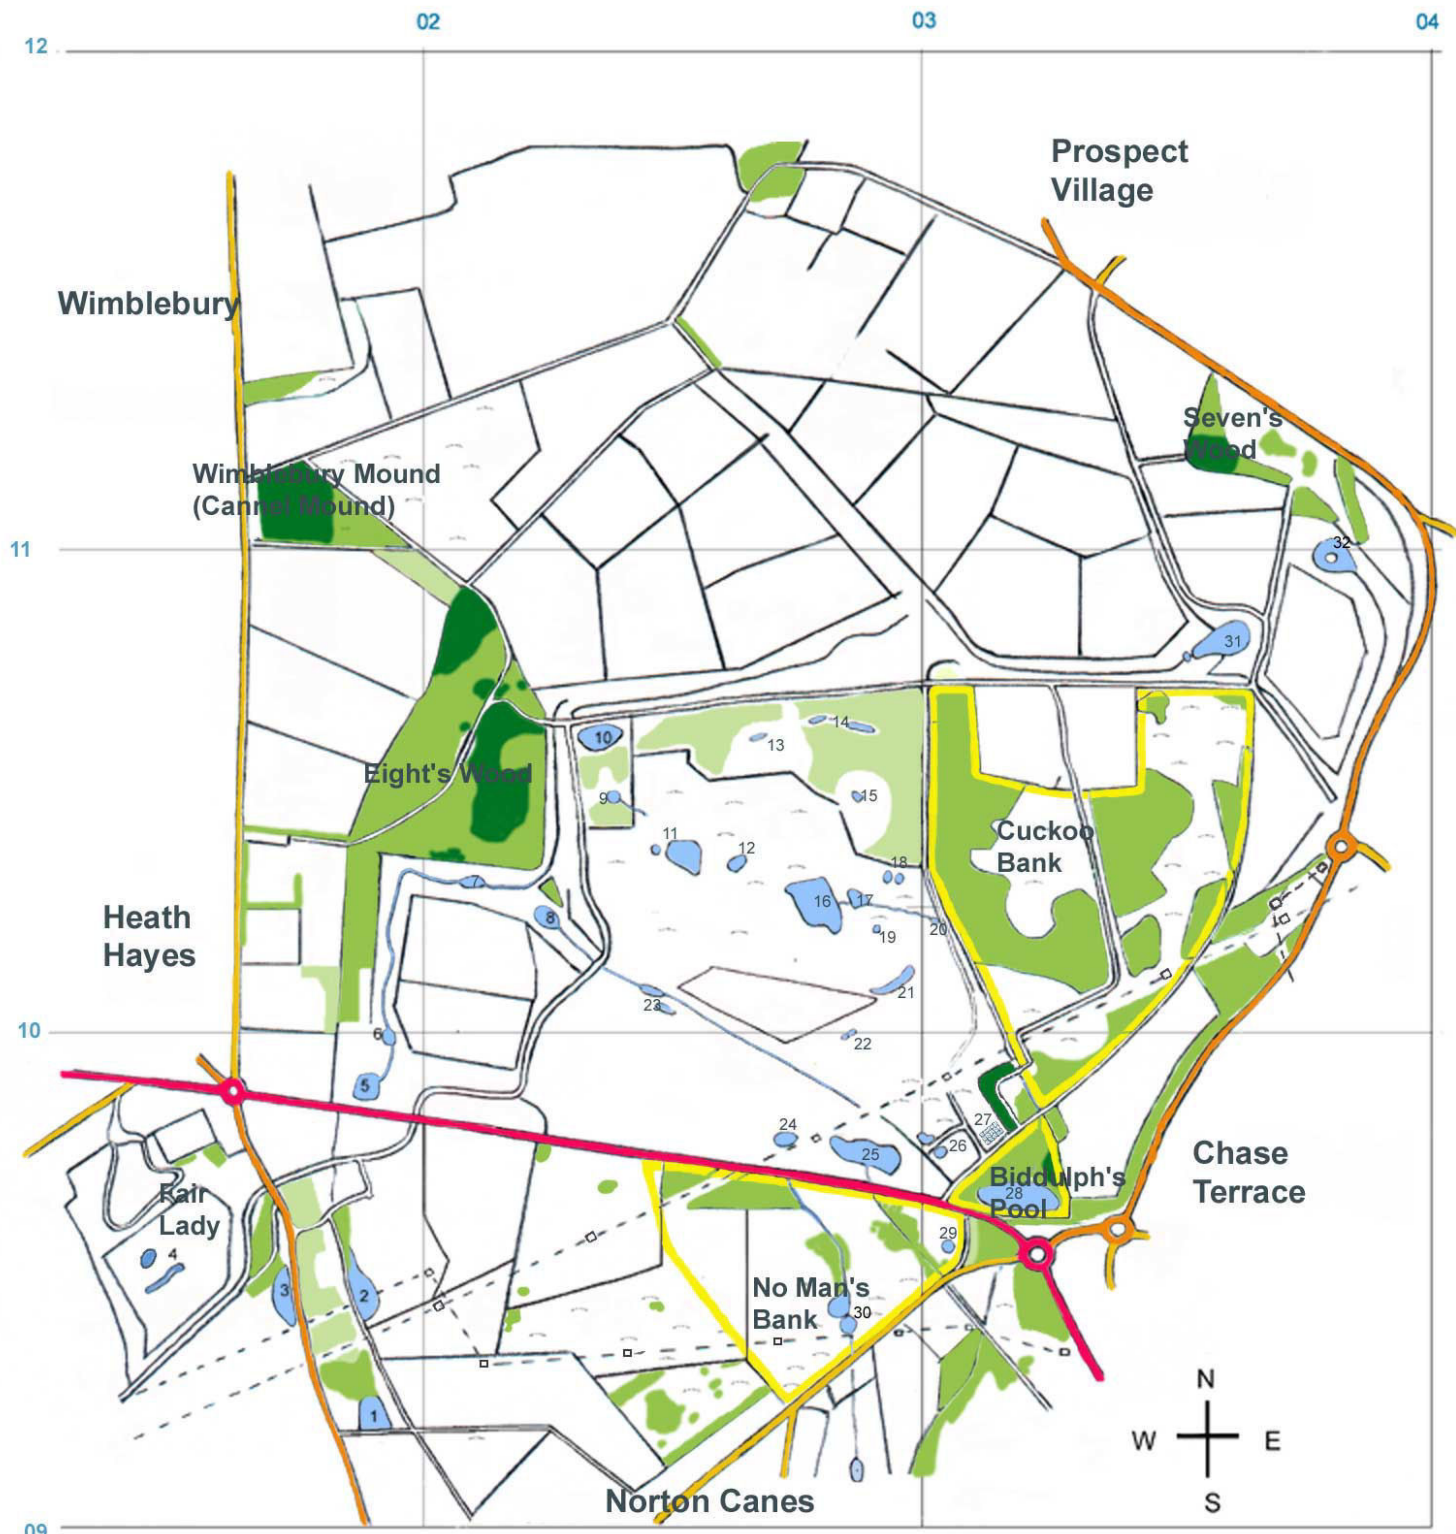 02
03
04
12
Prospect
Village
Wimblebury
Seven's
Wood
Wimblebury Mound
(Cannel Mound)
11
32
31
10
14
13
Eight's Wood
9
15
11
12
Cuckoo
Bank
18
7
16
17
8
20
19
Heath
Hayes
21
23
22
10
6
5
24
27
26
25
Chase
Terrace
Biddulph's
28
Pool
Fair
Lady
29
4
3
2
No Man's
Bank
30
1
N
W
E
S
Norton Canes
09